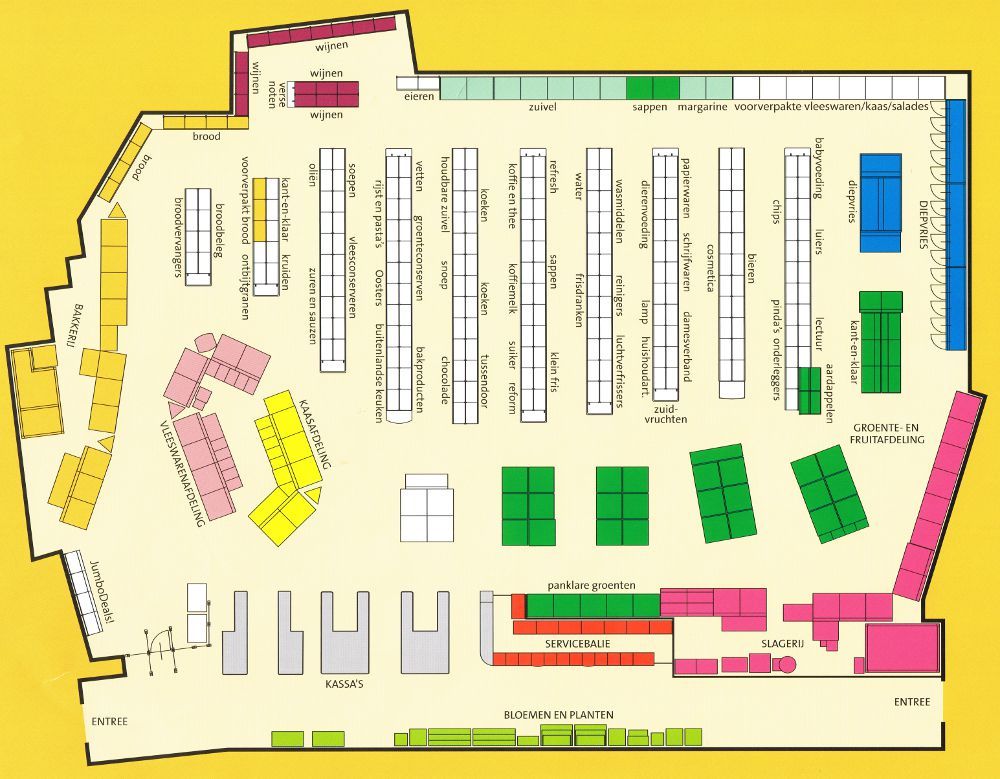 wijnen
wijnen
wijnen
verse
noten
wijnen
eieren
zuivel
sappen
margarine
voorverpakte vleeswaren/kaas/salades
brood
brood
broodvervangers
broodbeleg
voorverpakt brood
ontbijtgranen
kant-en-klaar
kruiden
oliën
zuren en sauzen
soepen
vleesconserveren
rijst en pasta's
Oosters
buitenlandse keuken
vetten
groenteconserven
bakproducten
houdbare zuivel
snoep
chocolade
koeken
koeken
tussendoor
koffie en thee
koffiemelk
suiker
reform
refresh
sappen
klein fris
water
frisdranken
wasmiddelen
reinigers
luchtverfrissers
dierenvoeding
lamp
huishoudart.
papierwaren
schrijfwaren
damesverband
zuid-
vruchten
cosmetica
bieren
chips
pinda's
onderleggers
babyvoeding
luiers
lectuur
aardappelen
diepvries
DIEPVRIES
kant-en-klaar
GROENTE- EN
FRUITAFDELING
BAKKERIJ
VLEESWARENAFDELING
KAASAFDELING
JumboDeals!
panklare groenten
SERVICEBALIE
SLAGERIJ
KASSA'S
ENTREE
ENTREE
BLOEMEN EN PLANTEN